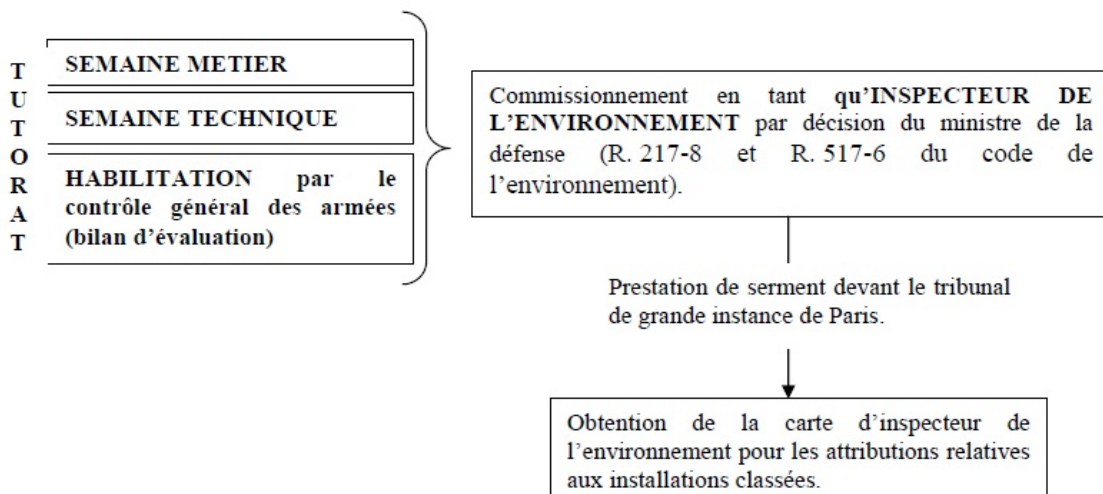 TUTORAT
SEMAINE METIER
SEMAINE TECHNIQUE
HABILITATION par le
contrôle général des armées
(bilan d’évaluation)
Commissionnement en tant qu’INSPECTEUR DE
L’ENVIRONNEMENT par décision du ministre de la
défense (R. 217-8 et R. 517-6 du code de
l’environnement).
Prestation de serment devant le tribunal
de grande instance de Paris.
Obtention de la carte d’inspecteur de
l’environnement pour les attributions relatives
aux installations classées.